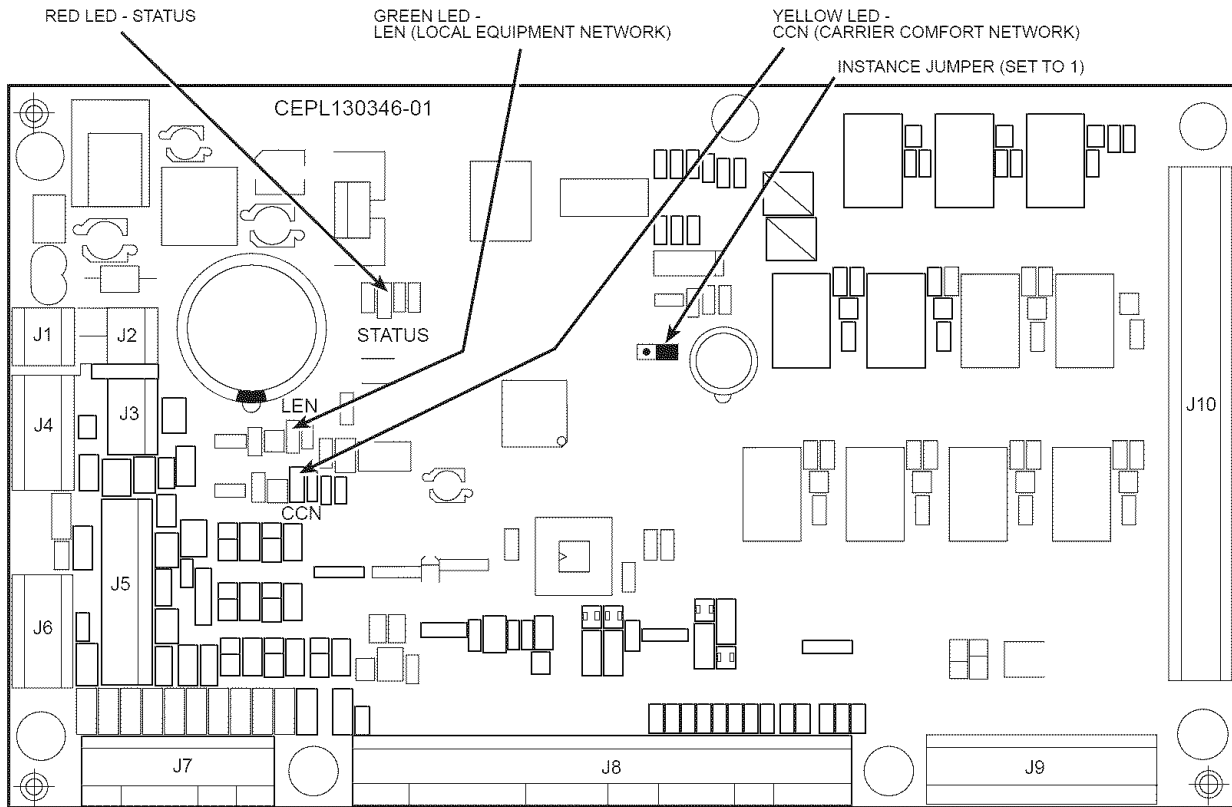 RED LED - STATUS
GREEN LED -
LEN (LOCAL EQUIPMENT NETWORK)
YELLOW LED -
CCN (CARRIER COMFORT NETWORK)
INSTANCE JUMPER (SET TO 1)
CEPL130346-01
STATUS
J1
J2
LEN
J3
J4
J10
CCN
J5
J6
J7
J8
J9